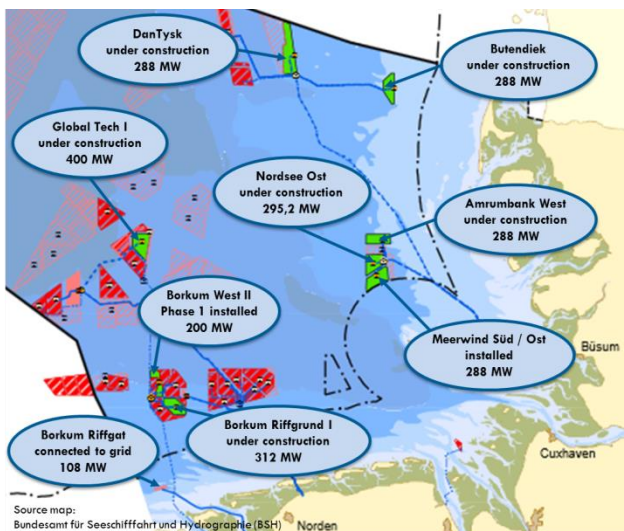 DanTysk
under construction
288 MW
Butendiek
under construction
288 MW
Global Tech I
under construction
400 MW
Nordsee Ost
under construction
295,2 MW
Amrumbank West
under construction
288 MW
Borkum West II
Phase 1 installed
200 MW
Meerwind Süd / Ost
installed
288 MW
Büsum
Borkum Riffgat
connected to grid
108 MW
Borkum Riffgrund I
under construction
312 MW
Cuxhaven
Source map:
Bundesamt für Seeschifffahrt und Hydrographie (BSH)
Norden